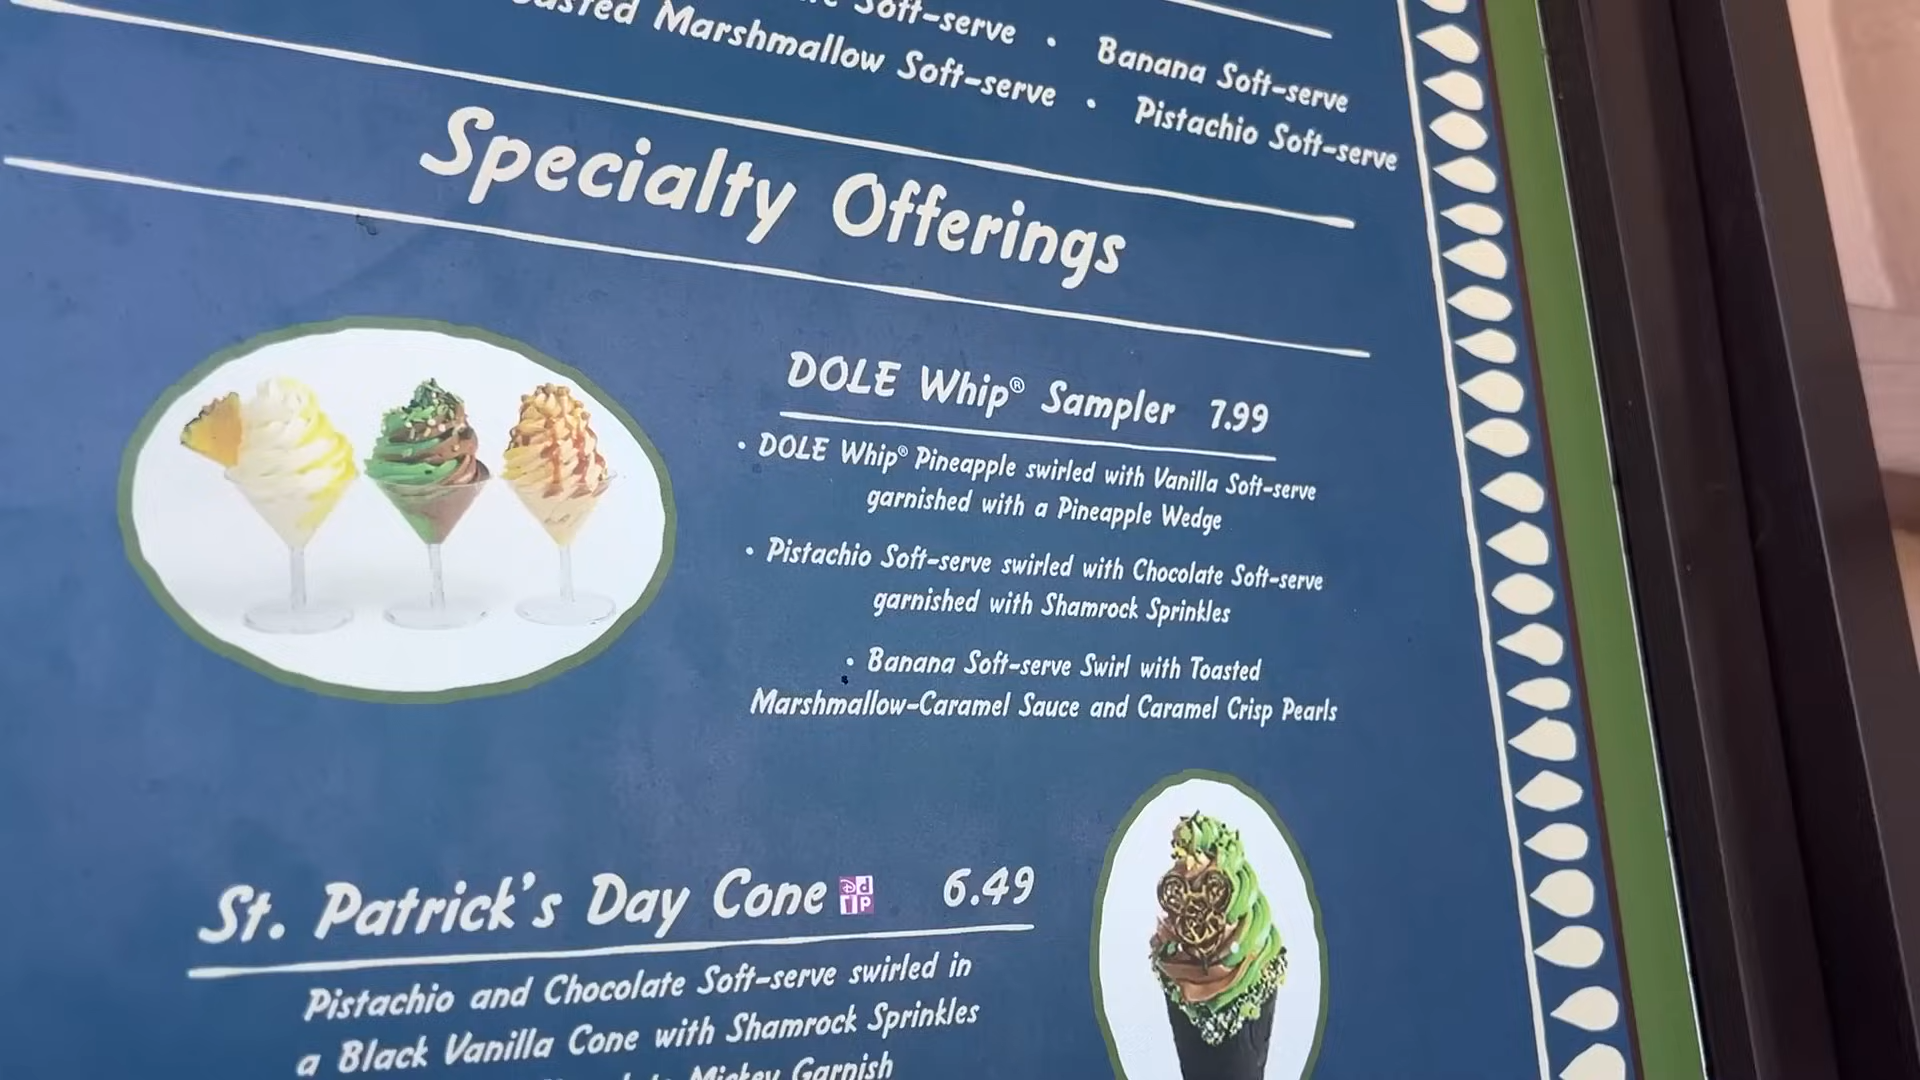 Soft-serve • Banana Soft-serve
Marshmallow Soft-serve • Pistachio Soft-serve
Specialty Offerings
DOLE Whip® Sampler 7.99
• DOLE Whip® Pineapple swirled with Vanilla Soft-serve
garnished with a Pineapple Wedge
• Pistachio Soft-serve swirled with Chocolate Soft-serve
garnished with Shamrock Sprinkles
• Banana Soft-serve Swirl with Toasted
Marshmallow-Caramel Sauce and Caramel Crisp Pearls
St. Patrick's Day Cone DdP 6.49
Pistachio and Chocolate Soft-serve swirled in
a Black Vanilla Cone with Shamrock Sprinkles
Mickey Garnish